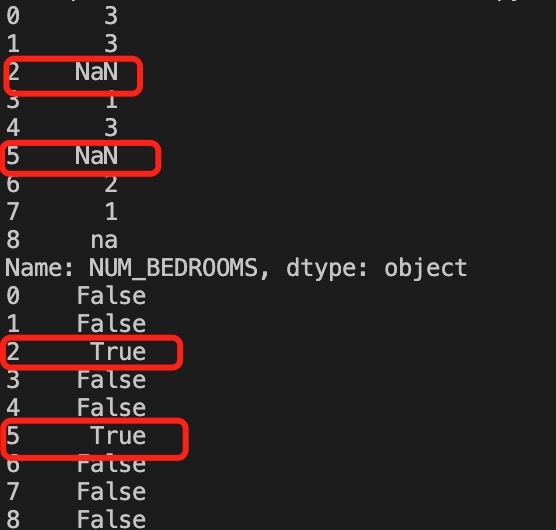 0 3
1 3
2 NaN
3 1
4 3
5 NaN
6 2
7 1
8 na
Name: NUM_BEDROOMS, dtype: object
0 False
1 False
2 True
3 False
4 False
5 True
6 False
7 False
8 False